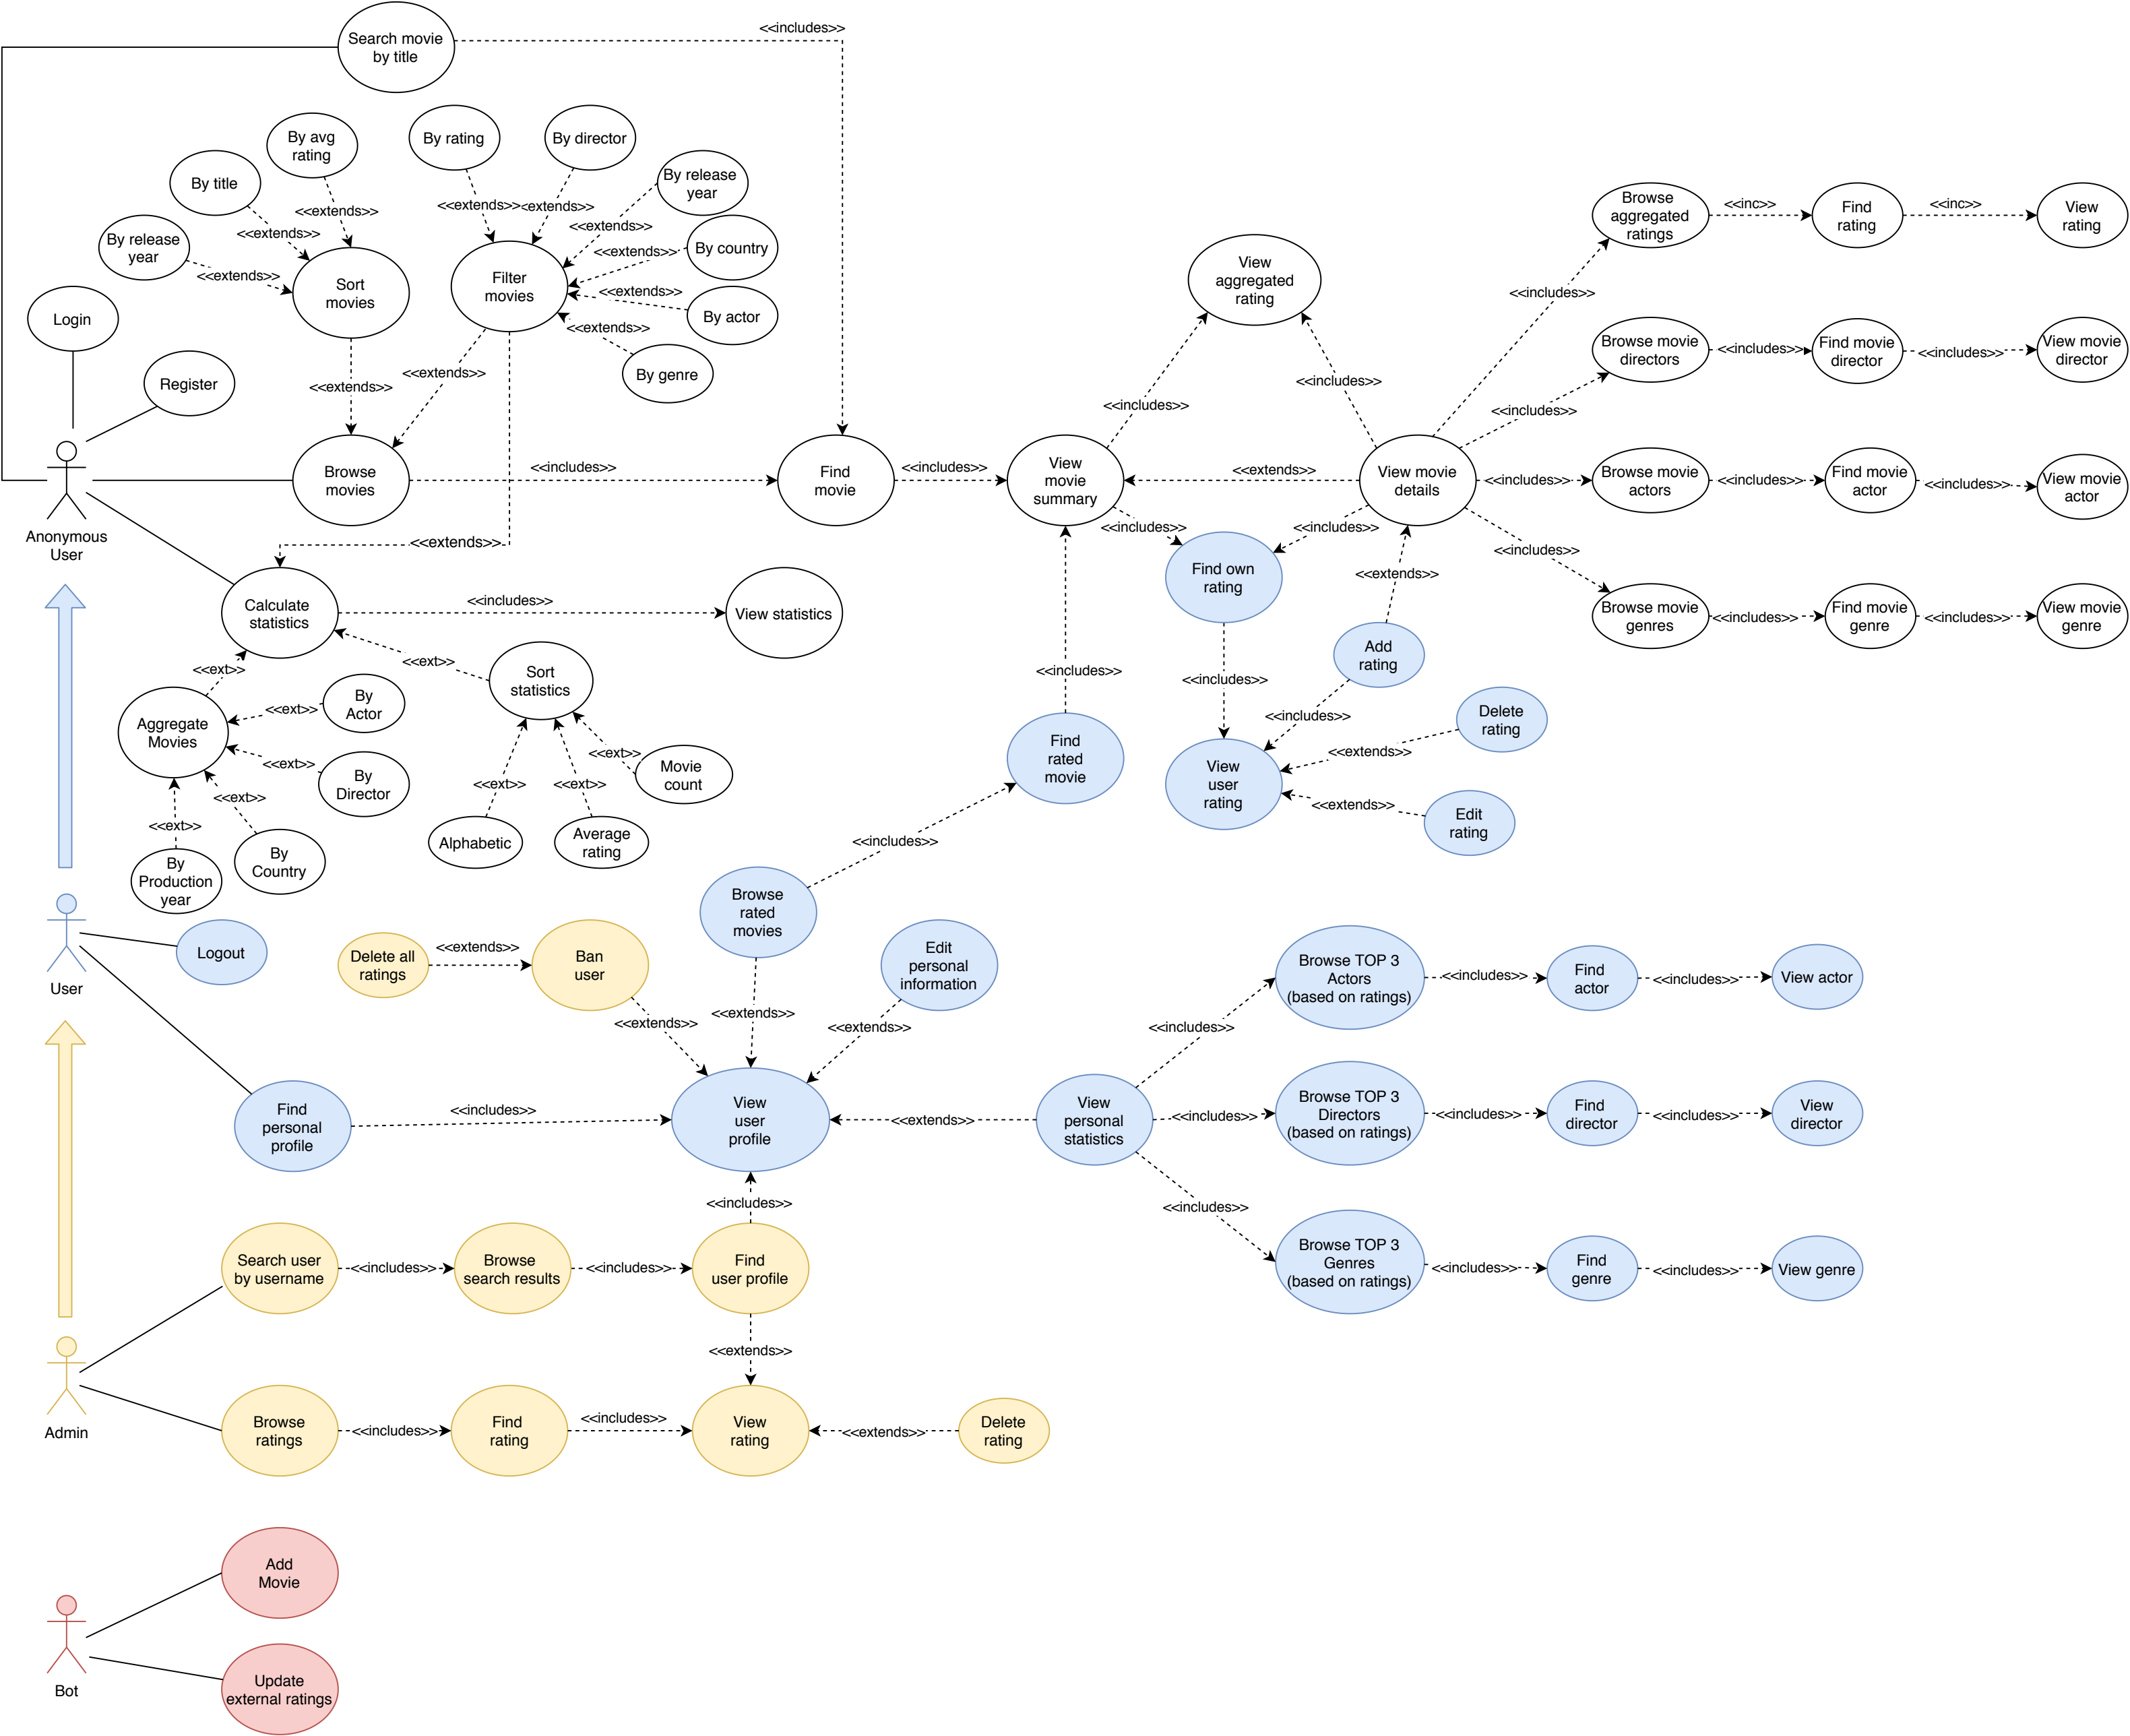 Search movie
by title
<<includes>>
By avg
rating
By rating
By director
By title
By release
year
<<extends>>
<<extends>>
<<extends>>
<<extends>>
<<extends>>
By release
year
<<extends>>
By country
<<extends>>
Sort
movies
Filter
movies
<<extends>>
By actor
<<extends>>
By genre
Login
Register
<<extends>>
<<extends>>
Browse
aggregated
ratings
<<inc>>
Find
rating
<<inc>>
View
rating
View
aggregated
rating
<<includes>>
Browse movie
directors
<<includes>>
Find movie
director
<<includes>>
View movie
director
<<includes>>
<<includes>>
<<includes>>
Anonymous
User
Browse
movies
<<includes>>
Find
movie
<<includes>>
View
movie
summary
<<extends>>
View movie
details
<<includes>>
Browse movie
actors
<<includes>>
Find movie
actor
<<includes>>
View movie
actor
<<extends>>
<<includes>>
<<includes>>
<<includes>>
Find own
rating
<<extends>>
Calculate
statistics
<<includes>>
View statistics
Browse movie
genres
<<includes>>
Find movie
genre
<<includes>>
View movie
genre
<<ext>>
<<ext>>
Sort
statistics
<<includes>>
<<includes>>
Add
rating
Aggregate
Movies
<<ext>>
By
Actor
<<includes>>
Delete
rating
<<ext>>
By
Director
<<ext>>
Movie
count
Find
rated
movie
View
user
rating
<<extends>>
<<ext>>
<<ext>>
<<ext>>
<<ext>>
<<extends>>
Edit
rating
By
Production
year
By
Country
Alphabetic
Average
rating
<<includes>>
User
Logout
Browse
rated
movies
Delete all
ratings
<<extends>>
Ban
user
Edit
personal
information
<<extends>>
<<extends>>
<<extends>>
Browse TOP 3
Actors
(based on ratings)
<<includes>>
Find
actor
<<includes>>
View actor
<<includes>>
Find
personal
profile
<<includes>>
View
user
profile
<<extends>>
View
personal
statistics
<<includes>>
Browse TOP 3
Directors
(based on ratings)
<<includes>>
Find
director
<<includes>>
View
director
<<includes>>
<<includes>>
Search user
by username
<<includes>>
Browse
search results
<<includes>>
Find
user profile
Browse TOP 3
Genres
(based on ratings)
<<includes>>
Find
genre
<<includes>>
View genre
<<extends>>
Admin
Browse
ratings
<<includes>>
Find
rating
<<includes>>
View
rating
<<extends>>
Delete
rating
Add
Movie
Bot
Update
external ratings